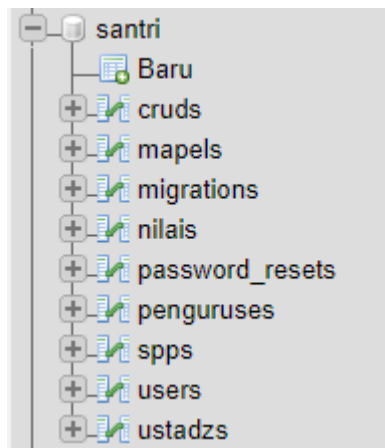 santri
Baru
cruds
mapels
migrations
nilais
password_resets
penguruses
spps
users
ustadzs